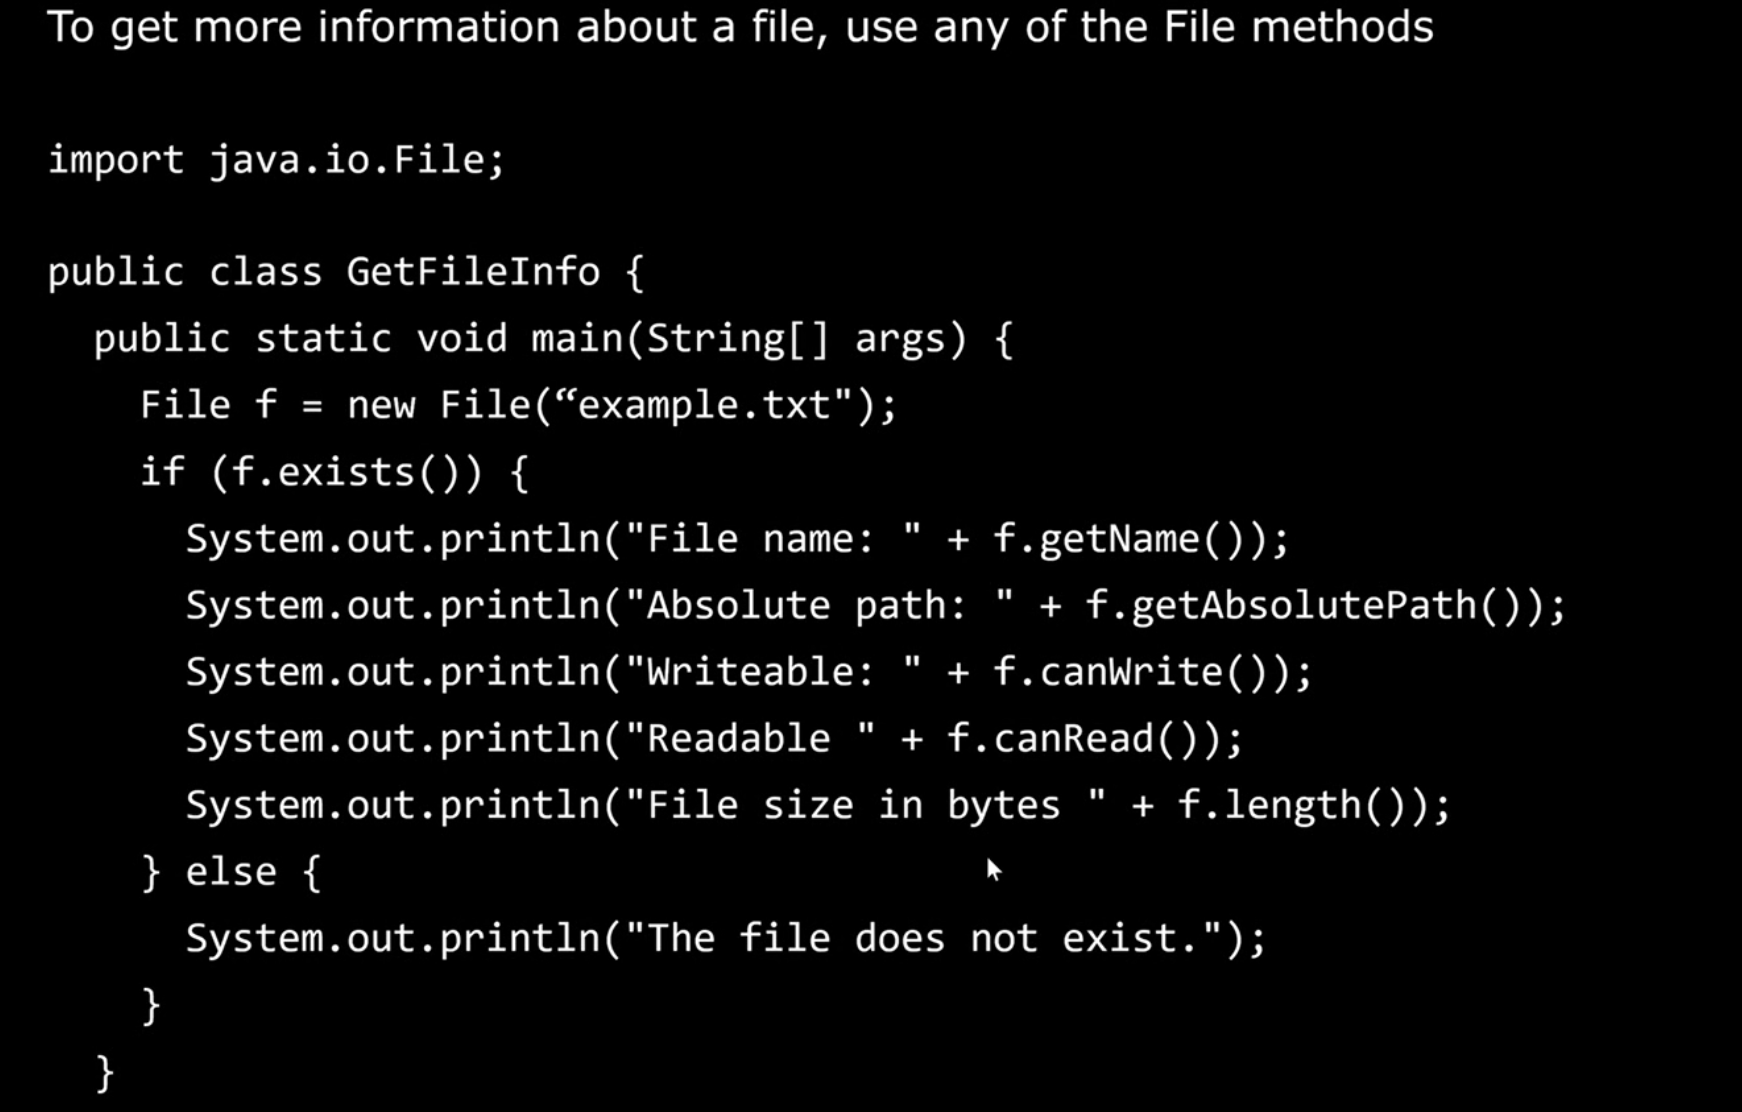 To get more information about a file, use any of the File methods
import java.io.File;
public class GetFileInfo {
public static void main(String[] args) {
File f = new File(“example.txt");
if (f.exists()) {
System.out.println("File name: " + f.getName());
System.out.println("Absolute path: " + f.getAbsolutePath());
System.out.println("Writeable: " + f.canWrite());
System.out.println("Readable " + f.canRead());
System.out.println("File size in bytes " + f.length());
} else {
System.out.println("The file does not exist.");
}
}